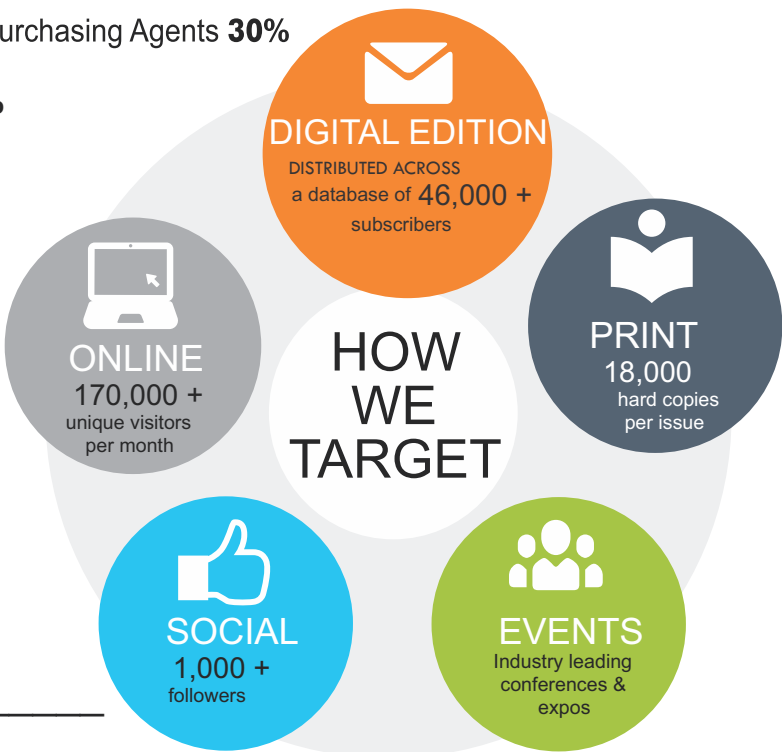 urchasing Agents 30%
DIGITAL EDITION
DISTRIBUTED ACROSS
a database of 46,000 +
subscribers
ONLINE
170,000 +
unique visitors
per month
HOW
WE
TARGET
PRINT
18,000
hard copies
per issue
SOCIAL
1,000 +
followers
EVENTS
Industry leading
conferences &
expos